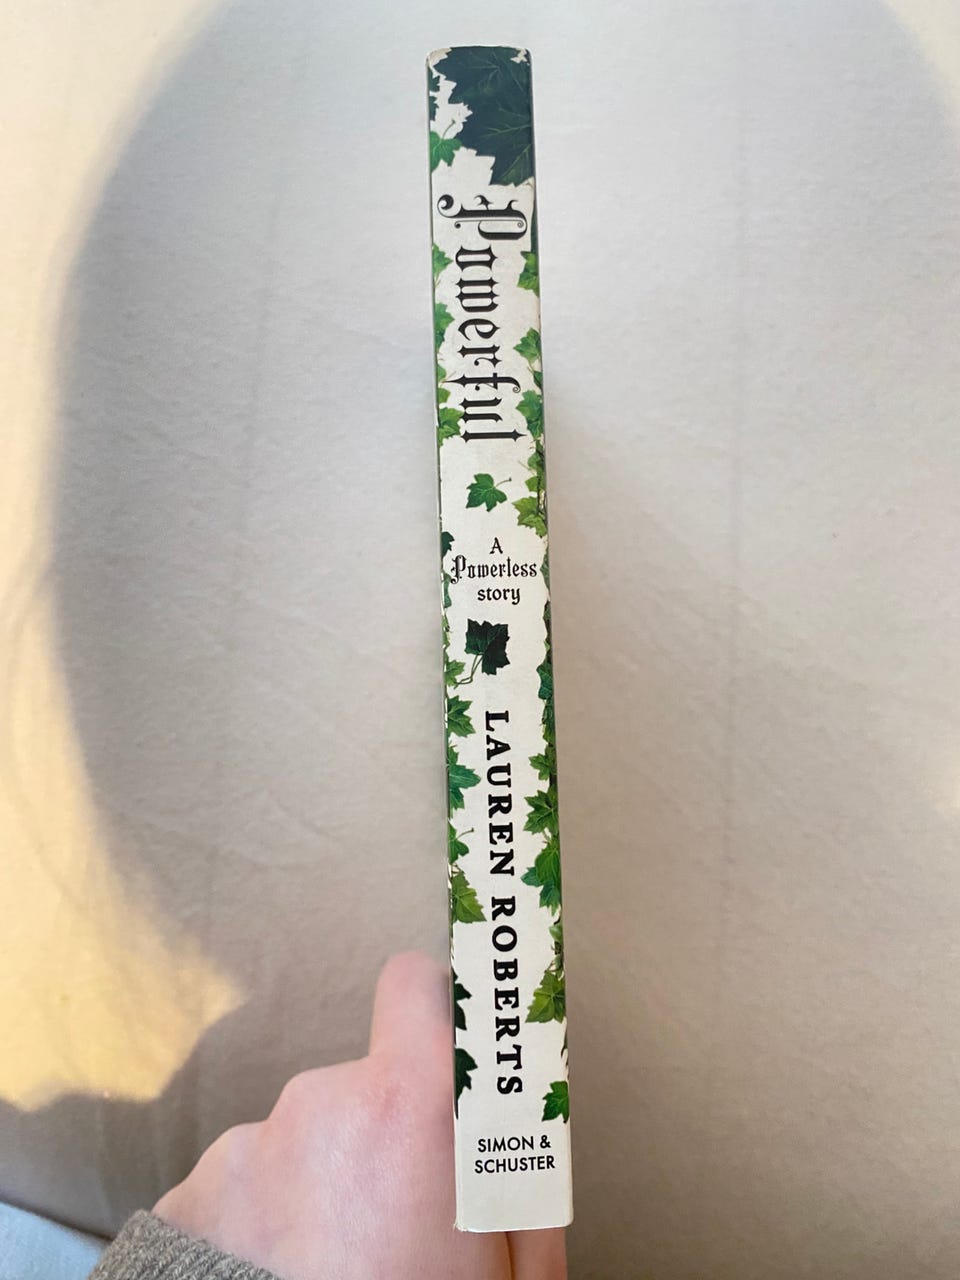 Powerful
A
Powerless
story
LAUREN ROBERTS
SIMON &
SCHUSTER